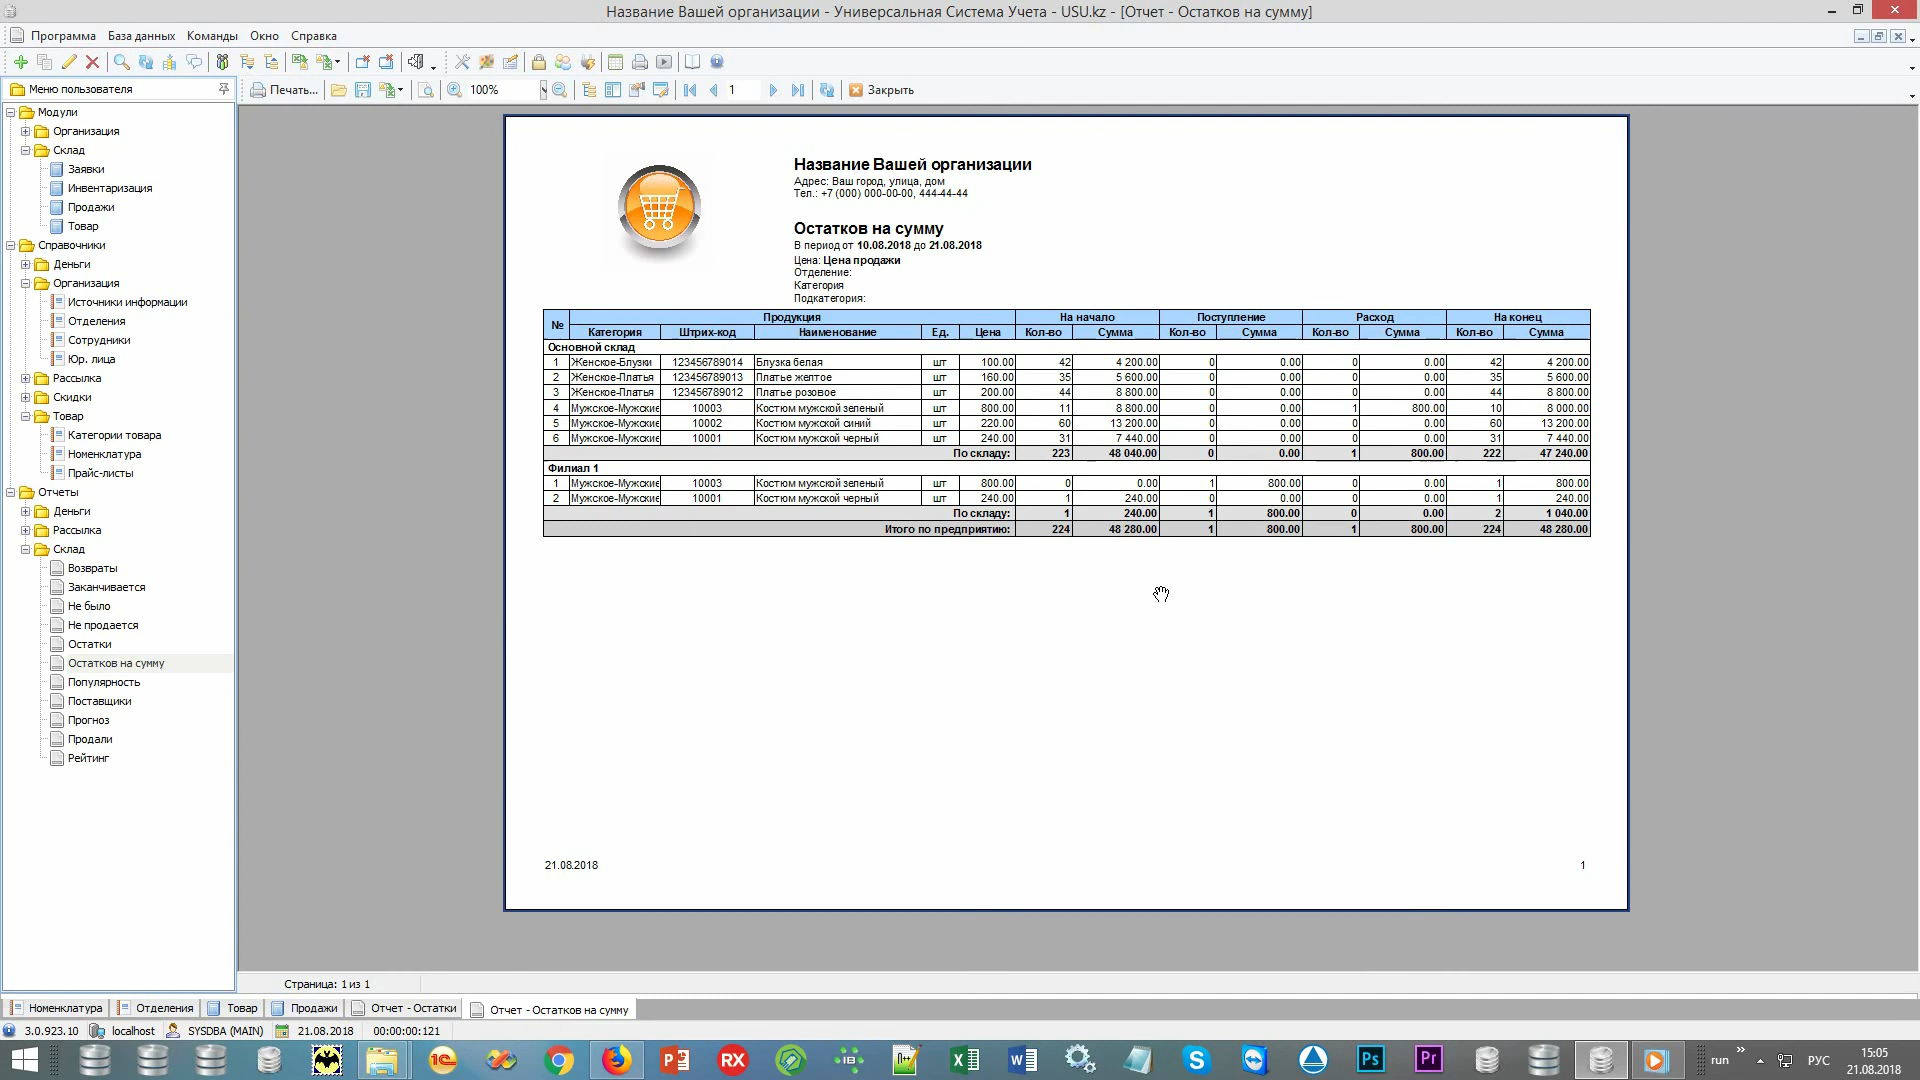 Название Вашей организации - Универсальная Система Учета - USU.kz - [Отчет - Остатков на сумму]
Программа База данных Команды Окно Справка
Меню пользователя
Печать... 100% 1 Закрыть
Модули
Организация
Склад
Заявки
Инвентаризация
Продажи
Товар
Справочники
Деньги
Организация
Источники информации
Отделения
Сотрудники
Юр. лица
Рассылка
Скидки
Товар
Категории товара
Номенклатура
Прайс-листы
Отчеты
Деньги
Рассылка
Склад
Возвраты
Заканчивается
Не было
Не продается
Остатки
Остатков на сумму
Популярность
Поставщики
Прогноз
Продали
Рейтинг
Название Вашей организации
Адрес: Ваш город, улица, дом
Тел.: +7 (000) 000-00-00, 444-44-44
Остатков на сумму
В период от 10.08.2018 до 21.08.2018
Цена: Цена продажи
Отделение:
Категория
Подкатегория:
№ Продукция На начало Поступление Расход На конец
Категория Штрих-код Наименование Ед. Цена Кол-во Сумма Кол-во Сумма Кол-во Сумма Кол-во Сумма
Основной склад
1 Женское-Блузки 123456789014 Блузка белая шт 100.00 42 4 200.00 0 0.00 0 0.00 42 4 200.00
2 Женское-Платья 123456789013 Платье желтое шт 160.00 35 5 600.00 0 0.00 0 0.00 35 5 600.00
3 Женское-Платья 123456789012 Платье розовое шт 200.00 44 8 800.00 0 0.00 0 0.00 44 8 800.00
4 Мужское-Мужские 10003 Костюм мужской зеленый шт 800.00 11 8 800.00 0 0.00 1 800.00 10 8 000.00
5 Мужское-Мужские 10002 Костюм мужской синий шт 220.00 60 13 200.00 0 0.00 0 0.00 60 13 200.00
6 Мужское-Мужские 10001 Костюм мужской черный шт 240.00 31 7 440.00 0 0.00 0 0.00 31 7 440.00
По складу: 223 48 040.00 0 0.00 1 800.00 222 47 240.00
Филиал 1
1 Мужское-Мужские 10003 Костюм мужской зеленый шт 800.00 0 0.00 1 800.00 0 0.00 1 800.00
2 Мужское-Мужские 10001 Костюм мужской черный шт 240.00 1 240.00 0 0.00 0 0.00 1 240.00
По складу: 1 240.00 1 800.00 0 0.00 2 1 040.00
Итого по предприятию: 224 48 280.00 1 800.00 1 800.00 224 48 280.00
21.08.2018 1
Страница: 1 из 1
Номенклатура Отделения Товар Продажи Отчет - Остатки Отчет - Остатков на сумму
3.0.923.10 localhost SYSDBA (MAIN) 21.08.2018 00:00:00:121
run РУС 15:05
21.08.2018